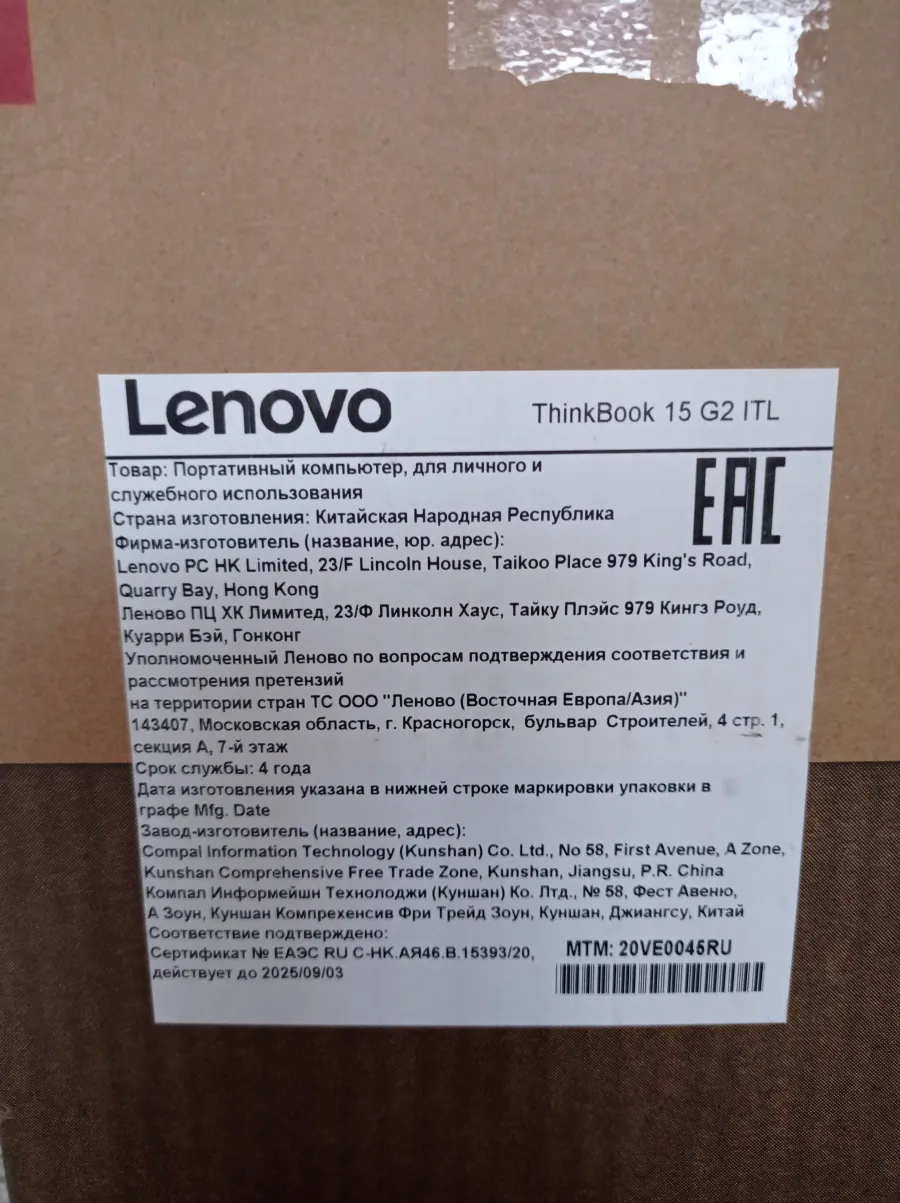 Lenovo
ThinkBook 15 G2 ITL
Товар: Портативный компьютер, для личного и
служебного использования
EAC
Страна изготовления: Китайская Народная Республика
Фирма-изготовитель (название, юр. адрес):
Lenovo PC HK Limited, 23/F Lincoln House, Taikoo Place 979 King's Road,
Quarry Bay, Hong Kong
Леново ПЦ ХК Лимитед, 23/Ф Линколн Хаус, Тайку Плэйс 979 Кингз Роуд,
Куарри Бэй, Гонконг
Уполномоченный Леново по вопросам подтверждения соответствия и
рассмотрения претензий
на территории стран ТС ООО "Леново (Восточная Европа/Азия)"
143407, Московская область, г. Красногорск, бульвар Строителей, 4 стр. 1,
секция А, 7-й этаж
Срок службы: 4 года
Дата изготовления указана в нижней строке маркировки упаковки в
графе Mfg. Date
Завод-изготовитель (название, адрес):
Compal Information Technology (Kunshan) Co. Ltd., No 58, First Avenue, A Zone,
Kunshan Comprehensive Free Trade Zone, Kunshan, Jiangsu, P.R. China
Компал Информейшн Технолоджи (Куншан) Ко. Лтд., № 58, Фест Авеню,
А Зоун, Куншан Компрехенсив Фри Трейд Зоун, Куншан, Джиангсу, Китай
Соответствие подтверждено:
Сертификат № ЕАЭС RU С-HK.АЯ46.В.15393/20,
действует до 2025/09/03
MTM: 20VE0045RU